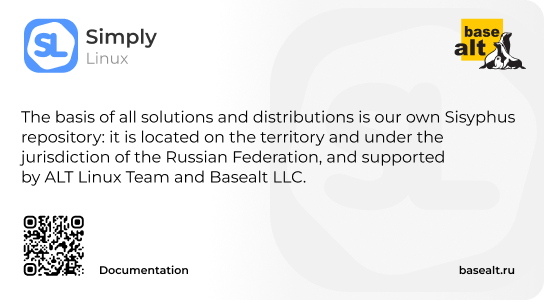 SL
Simply
Linux
base
alt
The basis of all solutions and distributions is our own Sisyphus
repository: it is located on the territory and under the
jurisdiction of the Russian Federation, and supported
by ALT Linux Team and Basealt LLC.
Documentation
basealt.ru